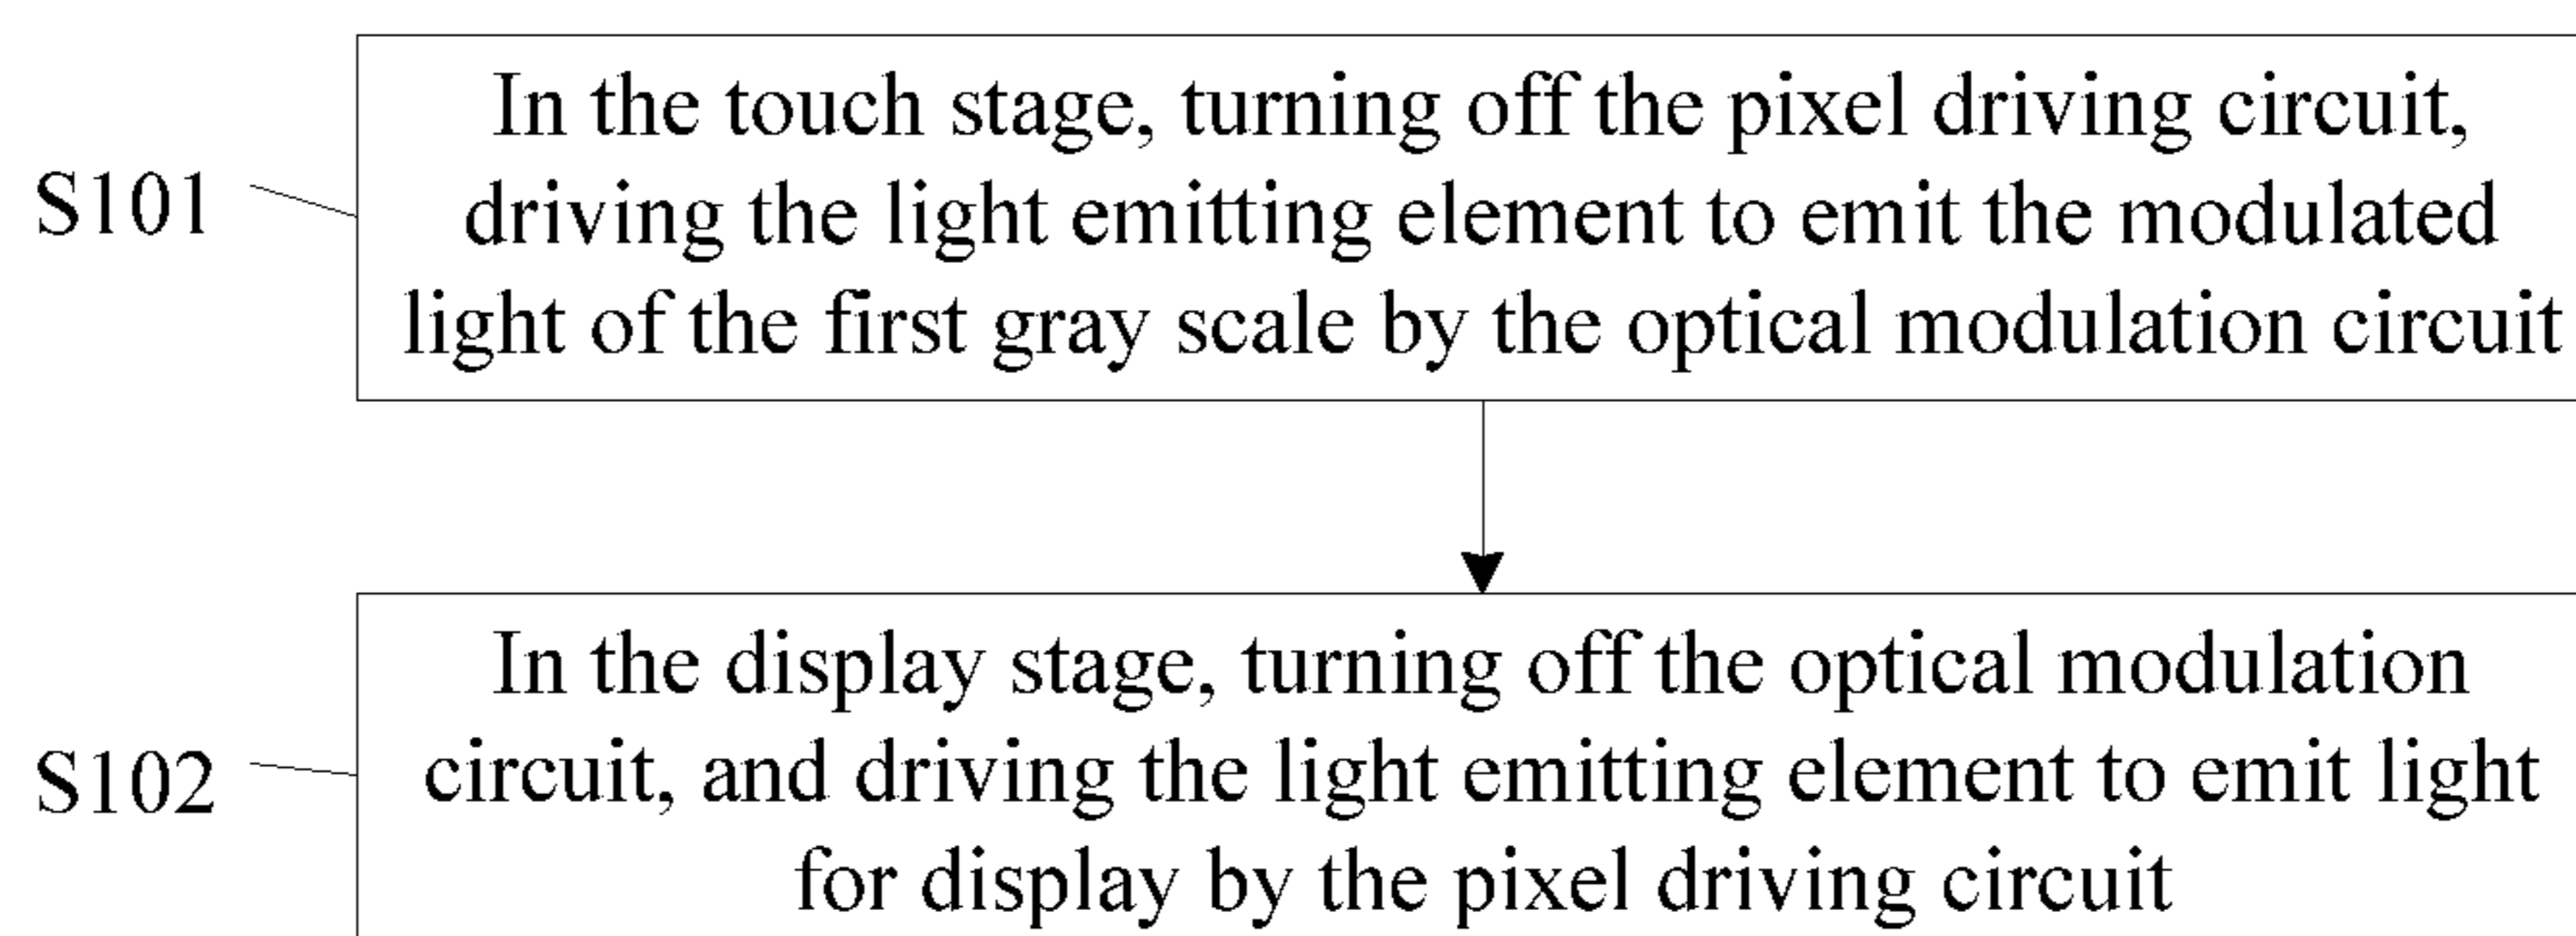 In the touch stage, turning off the pixel driving circuit,
S101
driving the light emitting element to emit the modulated
light of the first gray scale by the optical modulation circuit
In the display stage, turning off the optical modulation
S102
circuit, and driving the light emitting element to emit light
for display by the pixel driving circuit